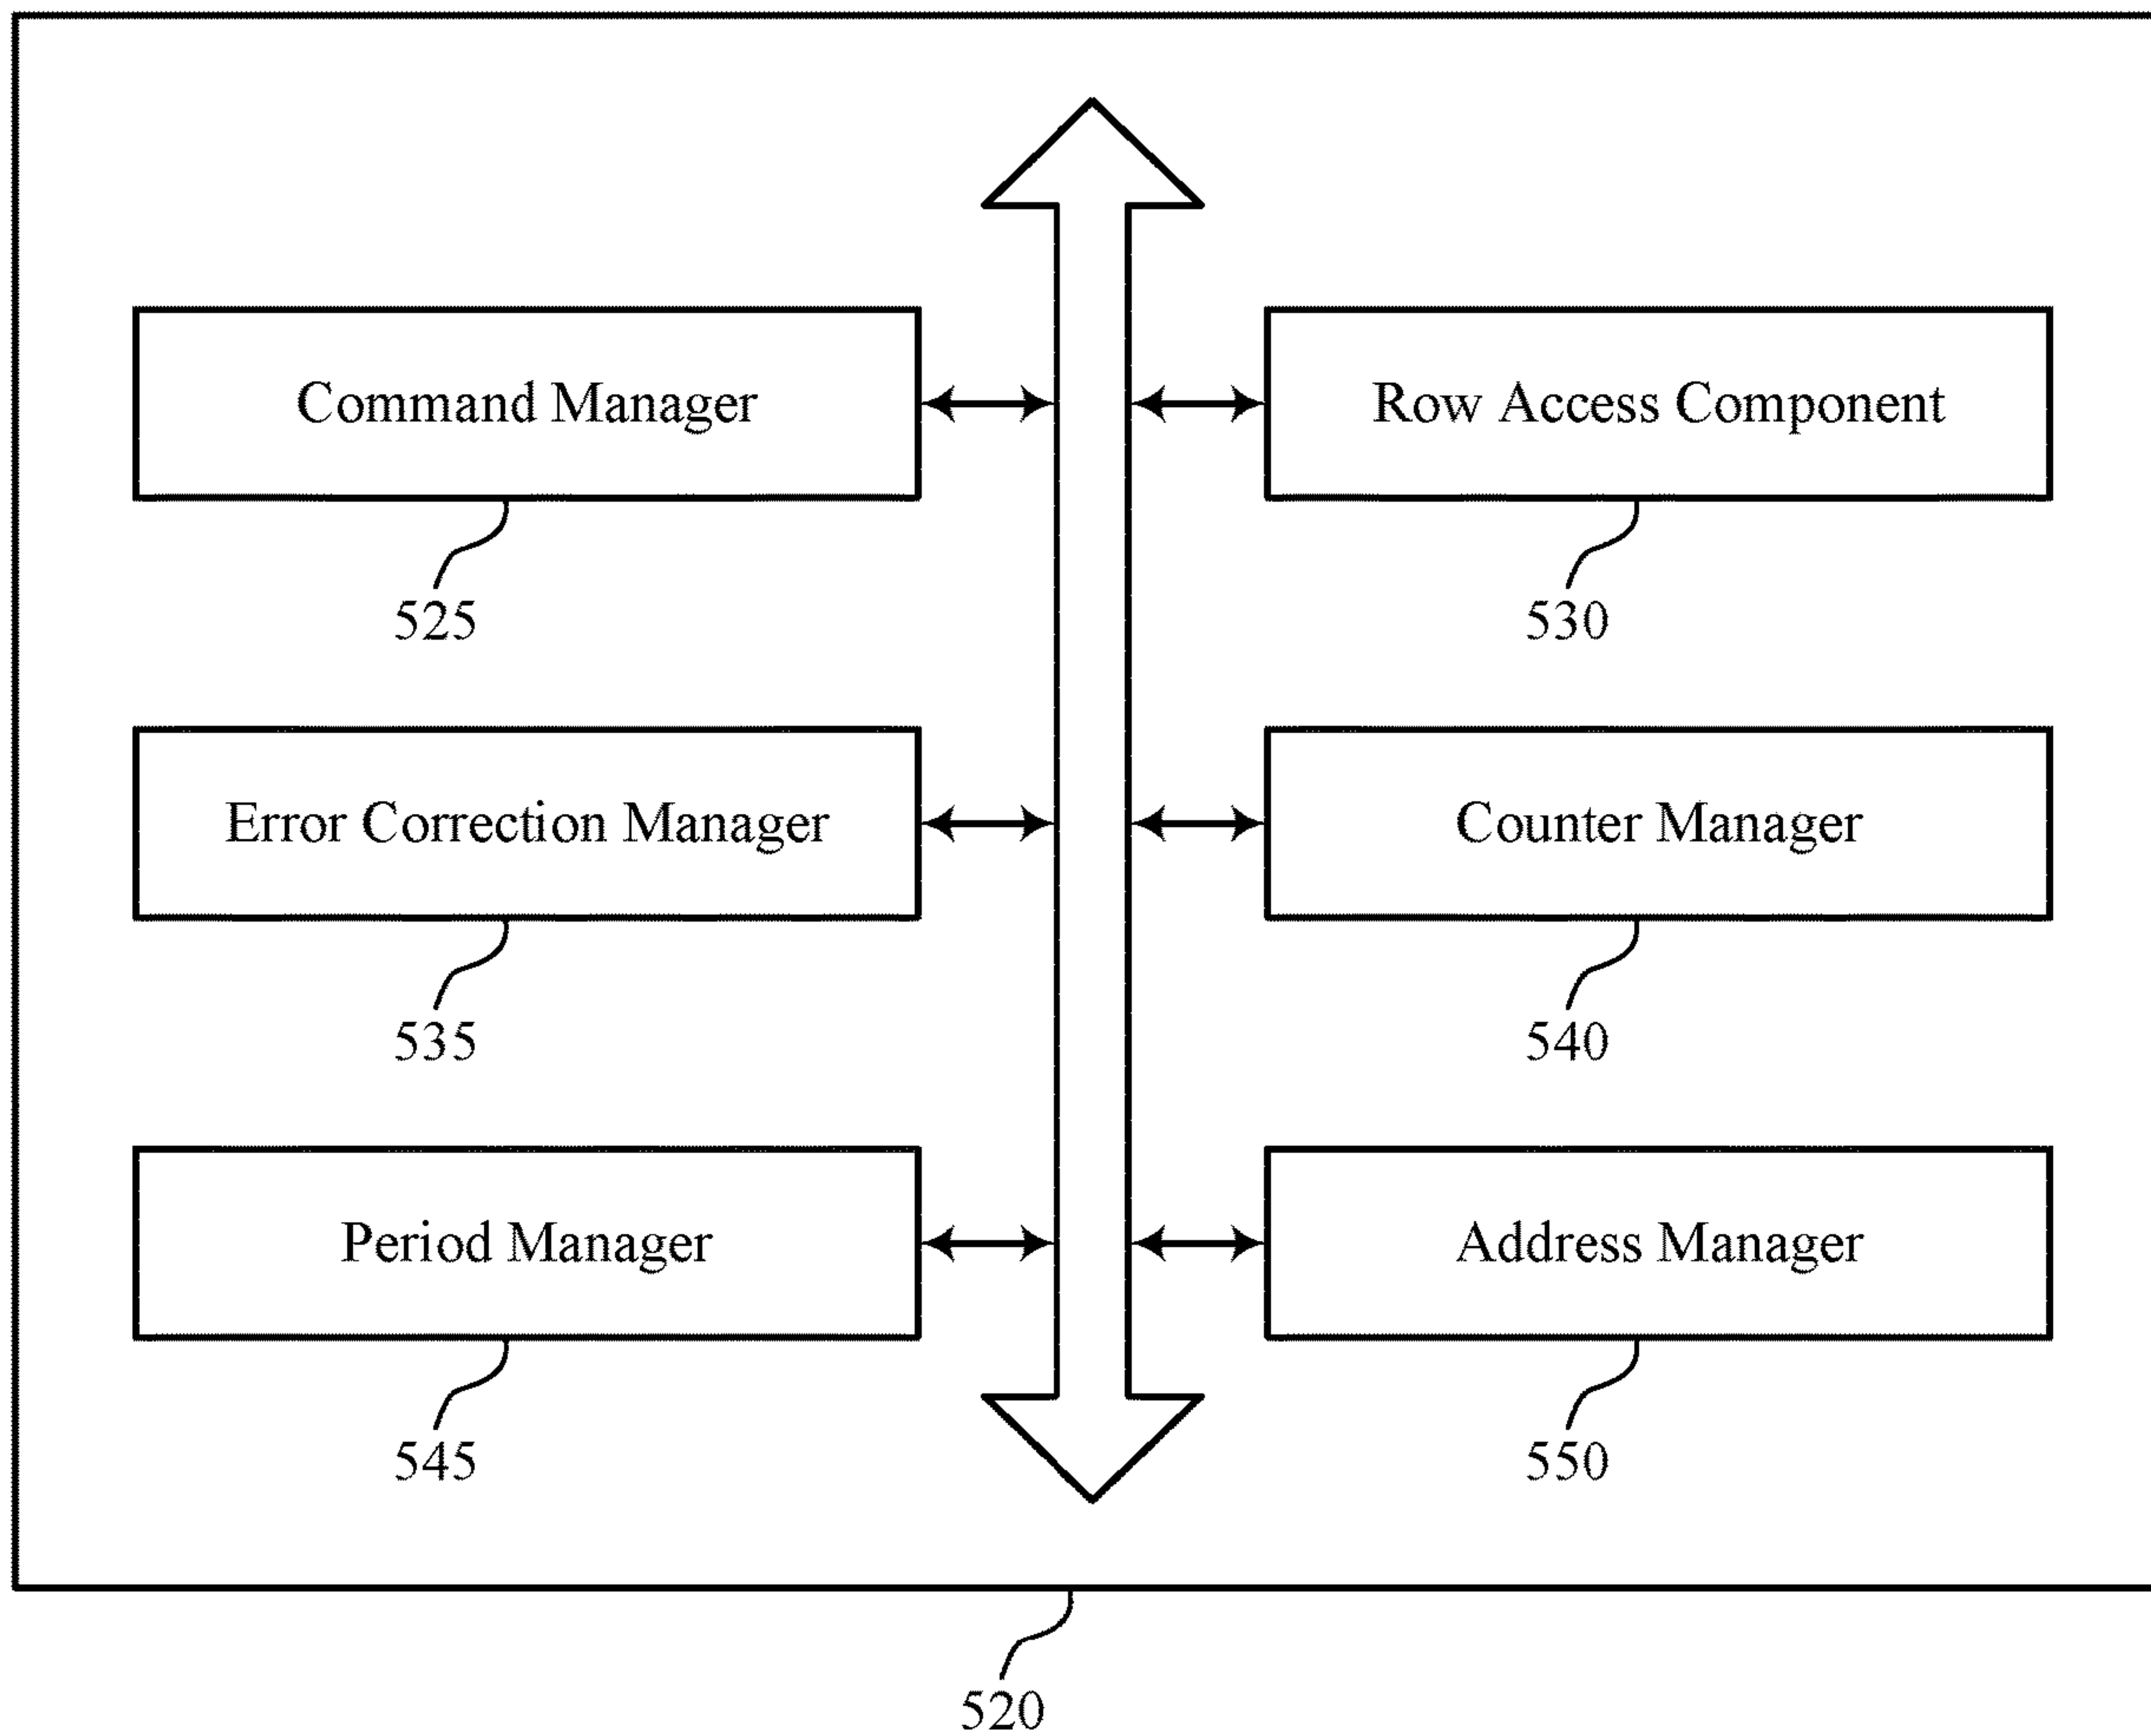 Command Manager
Row Access Component
525
530
Error Correction Manager
Counter Manager
535
540
Period Manager
Address Manager
545
550
520